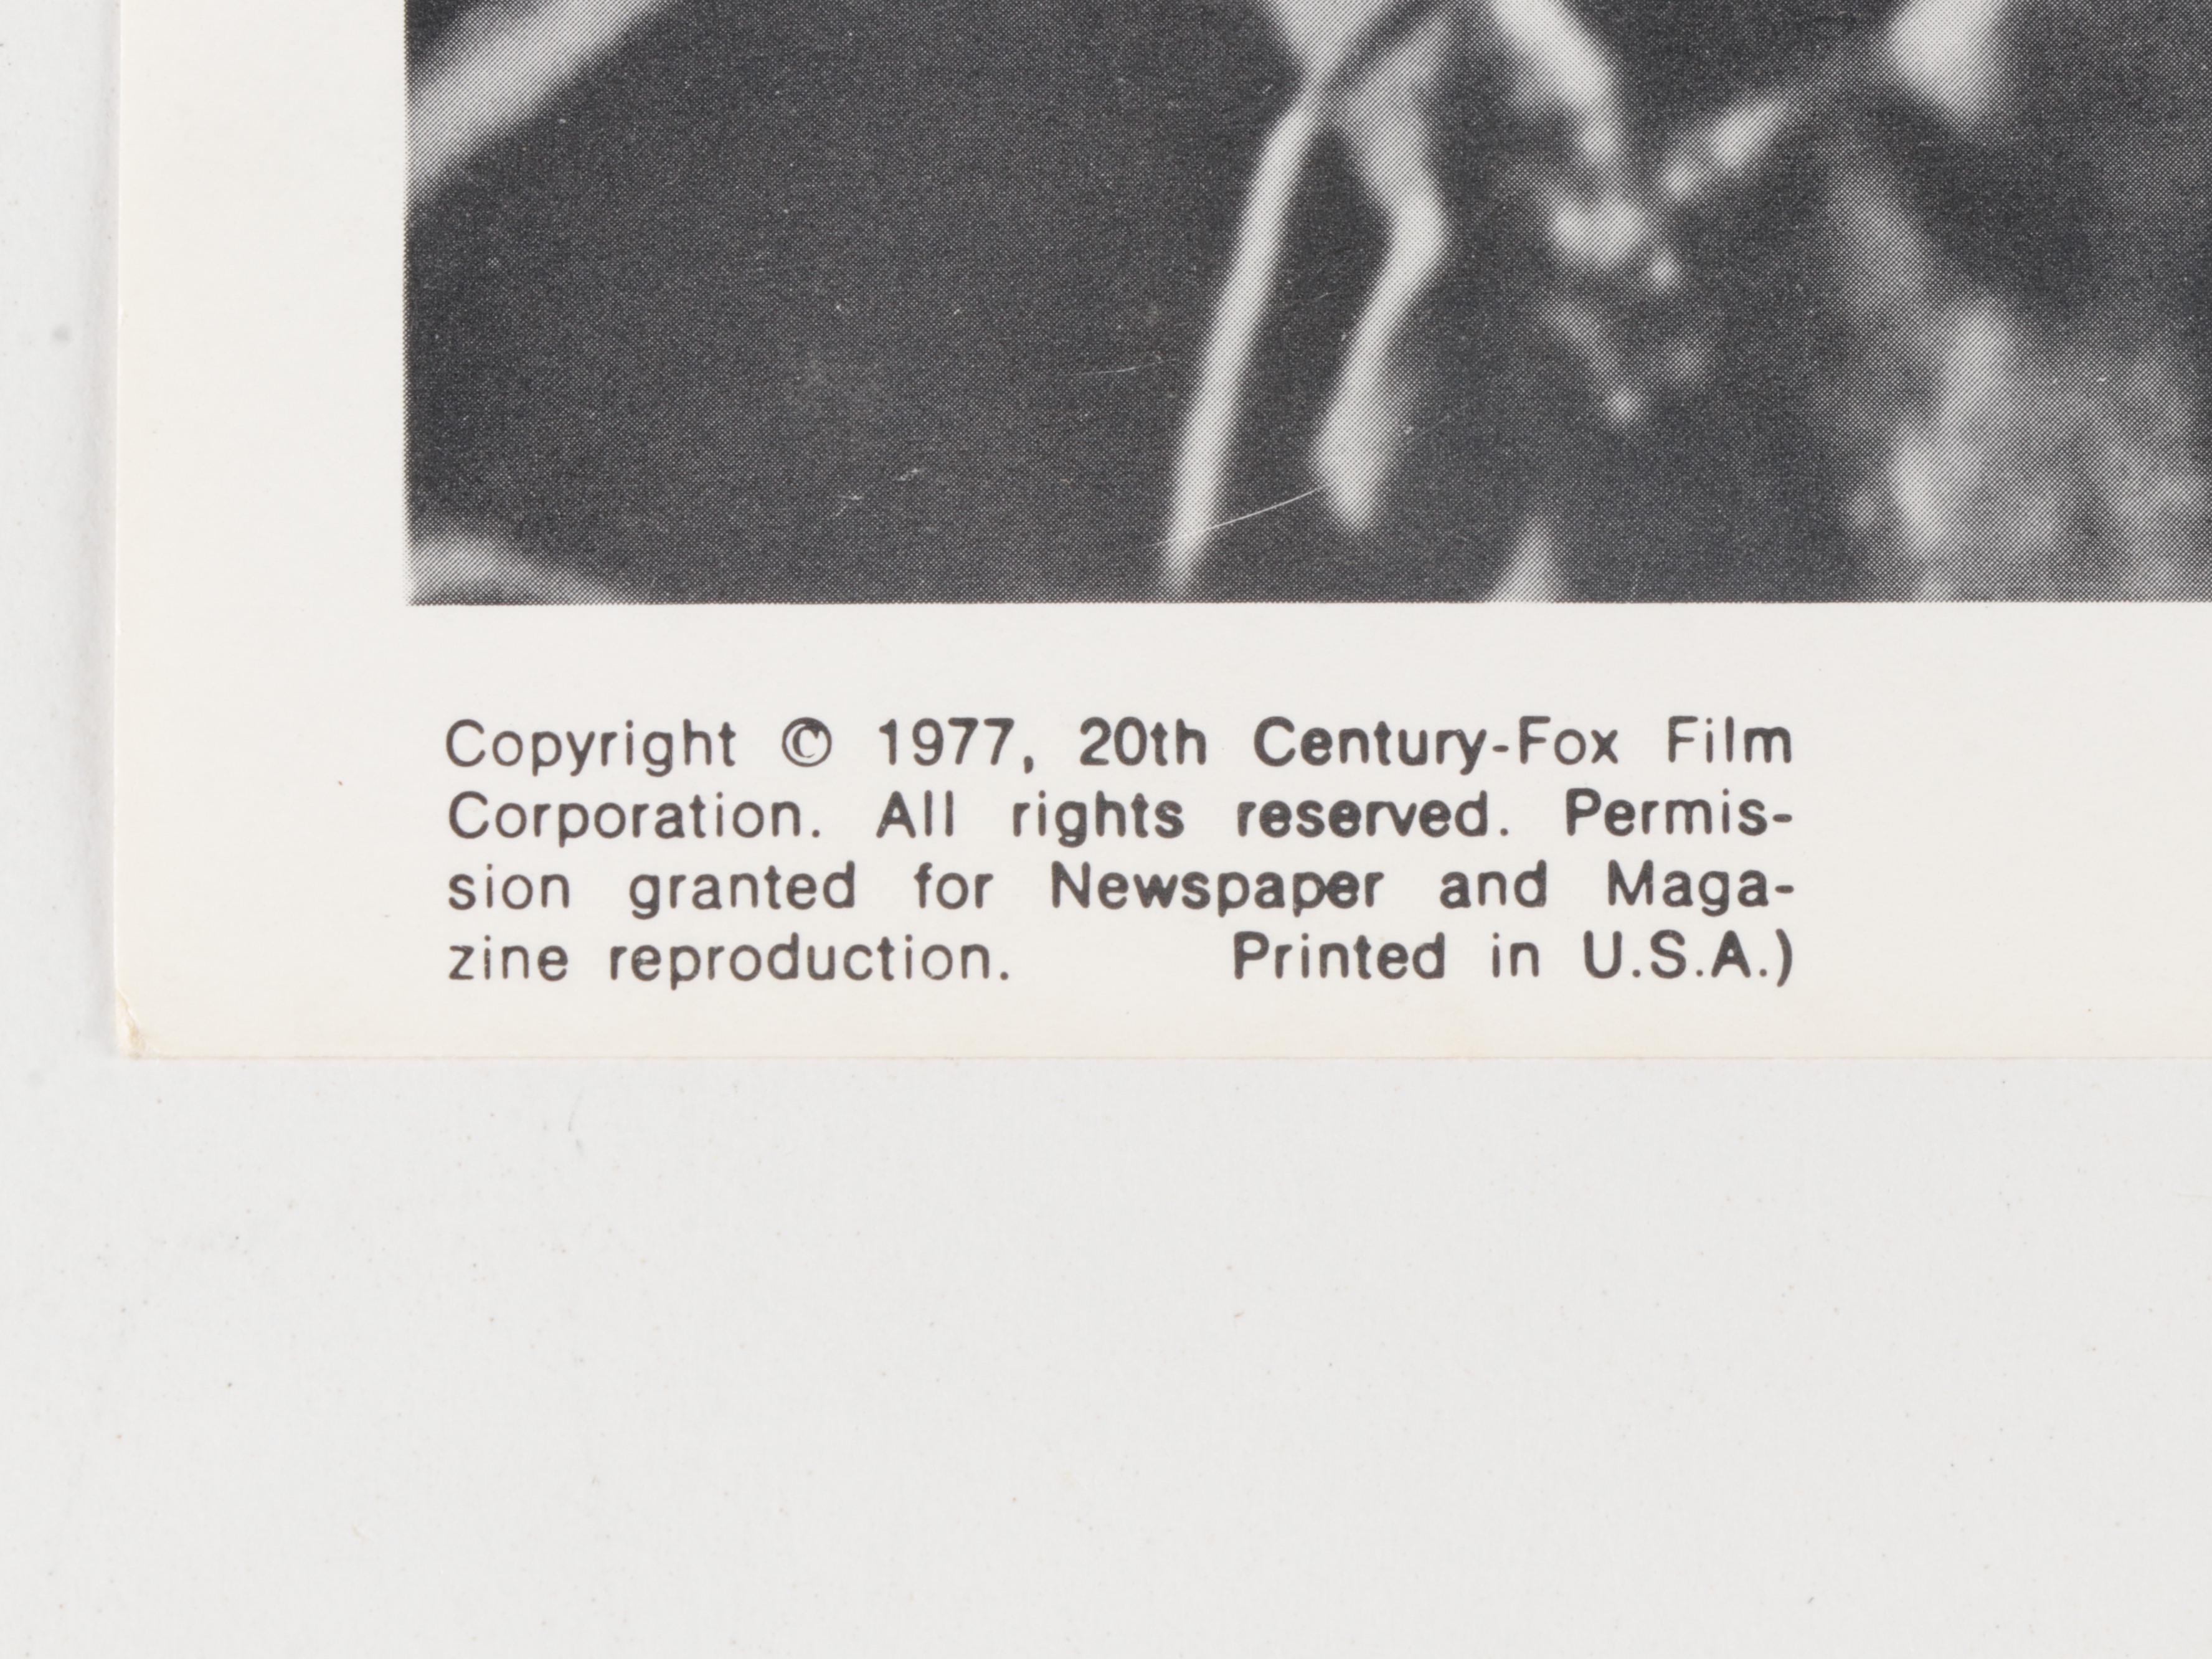 Copyright © 1977, 20th Century-Fox Film
Corporation. All rights reserved. Permis-
sion granted for Newspaper and Maga-
zine reproduction. Printed in U.S.A.)